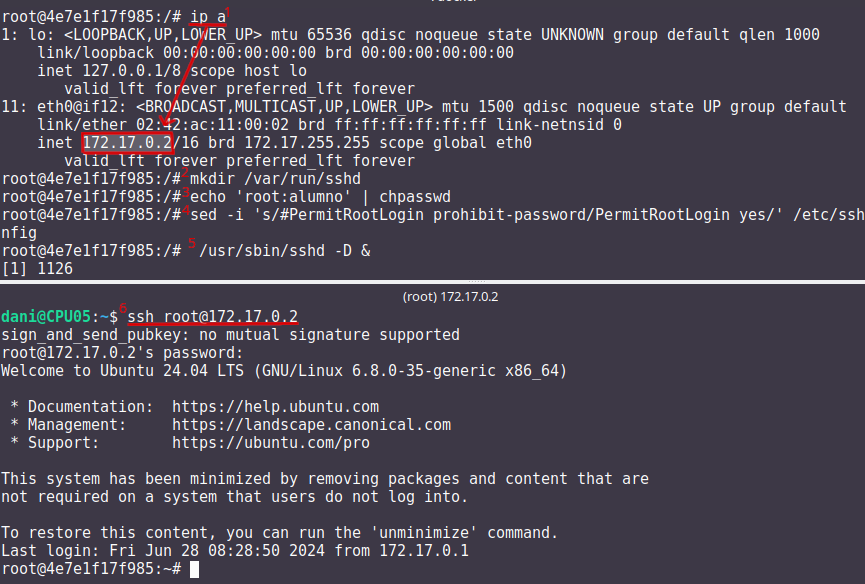 root@4e7e1f17f985:/# ip a 1
1: lo: <LOOPBACK,UP,LOWER_UP> mtu 65536 qdisc noqueue state UNKNOWN group default qlen 1000
link/loopback 00:00:00:00:00:00 brd 00:00:00:00:00:00
inet 127.0.0.1/8 scope host lo
valid_lft forever preferred_lft forever
11: eth0@if12: <BROADCAST,MULTICAST,UP,LOWER_UP> mtu 1500 qdisc noqueue state UP group default
link/ether 02:42:ac:11:00:02 brd ff:ff:ff:ff:ff:ff link-netnsid 0
inet 172.17.0.2/16 brd 172.17.255.255 scope global eth0
valid_lft forever preferred_lft forever
root@4e7e1f17f985:/# 2 mkdir /var/run/sshd
root@4e7e1f17f985:/# 3 echo 'root:alumno' | chpasswd
root@4e7e1f17f985:/# 4 sed -i 's/#PermitRootLogin prohibit-password/PermitRootLogin yes/' /etc/ssh
nfig
root@4e7e1f17f985:/# 5 /usr/sbin/sshd -D &
[1] 1126
(root) 172.17.0.2
dani@CPU05:~$ 6 ssh root@172.17.0.2
sign_and_send_pubkey: no mutual signature supported
root@172.17.0.2's password:
Welcome to Ubuntu 24.04 LTS (GNU/Linux 6.8.0-35-generic x86_64)
* Documentation: https://help.ubuntu.com
* Management: https://landscape.canonical.com
* Support: https://ubuntu.com/pro
This system has been minimized by removing packages and content that are
not required on a system that users do not log into.
To restore this content, you can run the 'unminimize' command.
Last login: Fri Jun 28 08:28:50 2024 from 172.17.0.1
root@4e7e1f17f985:~#